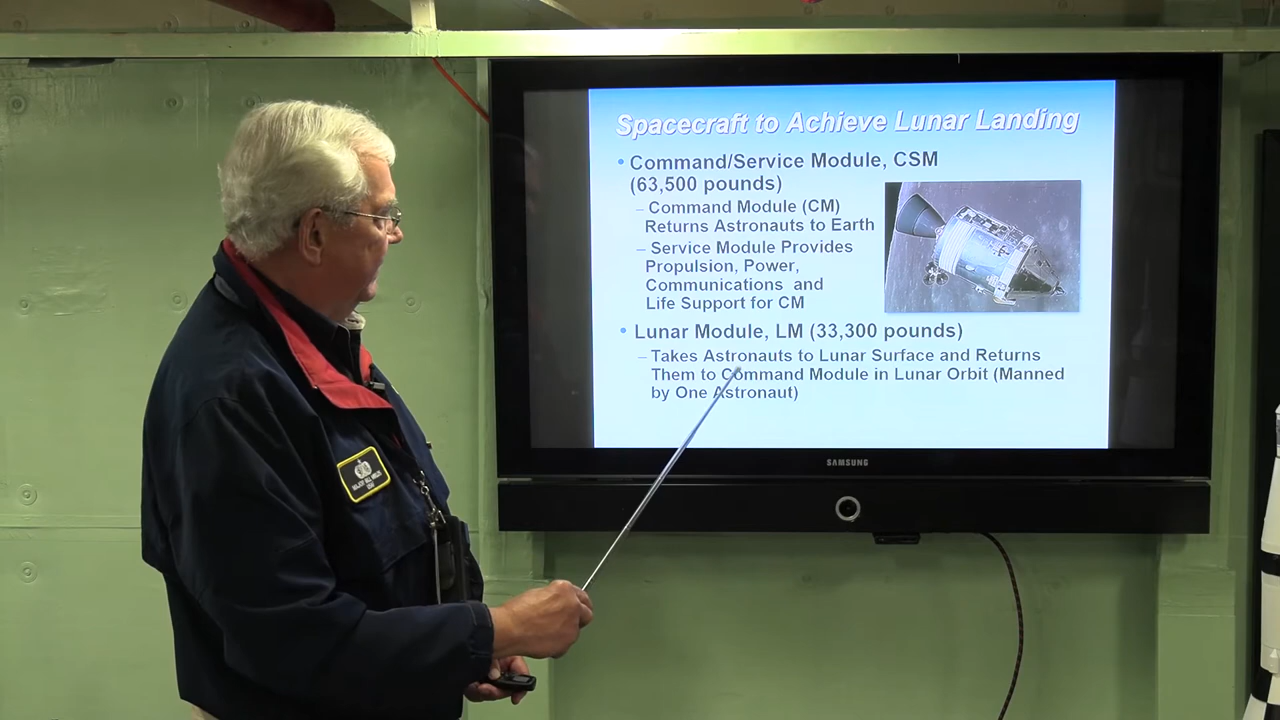 Spacecraft to Achieve Lunar Landing
• Command/Service Module, CSM
(63,500 pounds)
– Command Module (CM)
Returns Astronauts to Earth
– Service Module Provides
Propulsion, Power,
Communications and
Life Support for CM
• Lunar Module, LM (33,300 pounds)
– Takes Astronauts to Lunar Surface and Returns
Them to Command Module in Lunar Orbit (Manned
by One Astronaut)
SAMSUNG